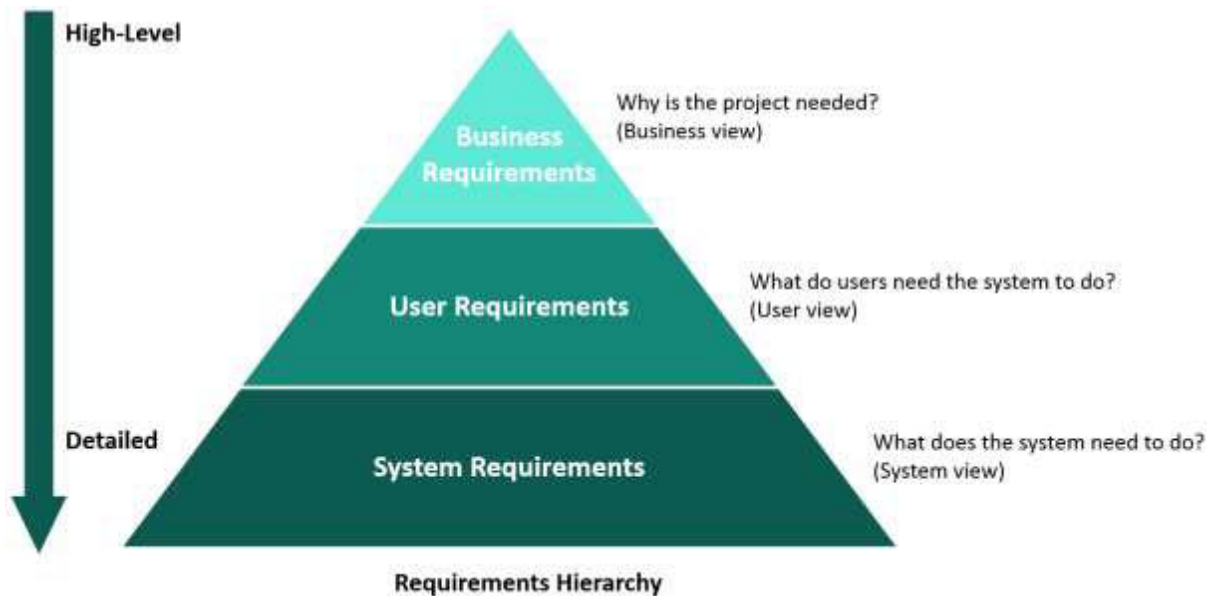 High-Level
Why is the project needed?
(Business view)
Business
Requirements
What do users need the system to do?
(User view)
User Requirements
Detailed
What does the system need to do?
(System view)
System Requirements
Requirements Hierarchy